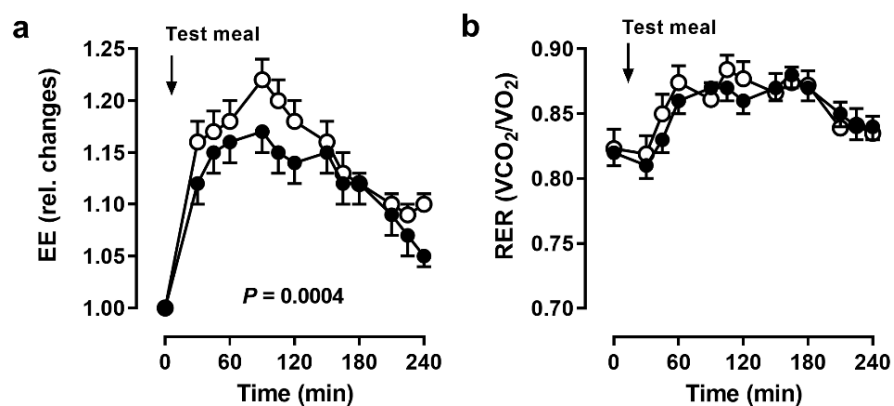 a
Test meal
1.25
1.20
1.15
1.10
1.05
1.00
EE (rel. changes)
P = 0.0004
0 60 120 180 240
Time (min)
b
Test meal
0.90
0.85
0.80
0.75
0.70
RER (VCO₂/VO₂)
0 60 120 180 240
Time (min)